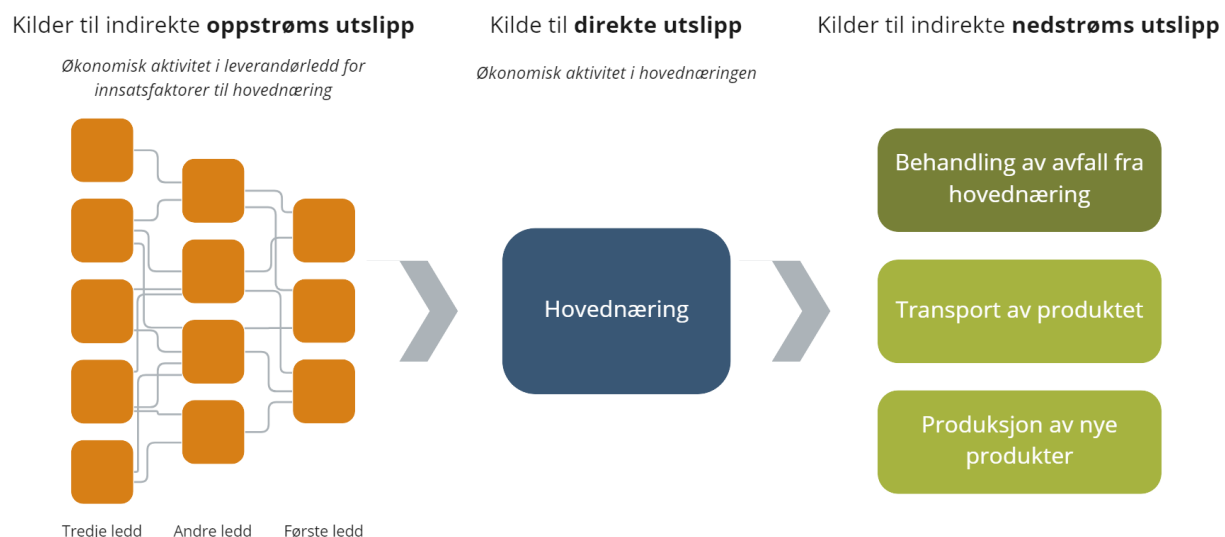 Kilder til indirekte oppstrøms utslipp
Økonomisk aktivitet i leverandørledd for
innsatsfaktorer til hovednæring
Tredie ledd
Andre ledd
Første ledd
Kilde til direkte utslipp
Økonomisk aktivitet i hovednæringen
Hovednæring
Kilder til indirekte nedstrøms utslipp
Behandling av avfall fra
hovednæring
Transport av produktet
Produksjon av nye
produkter